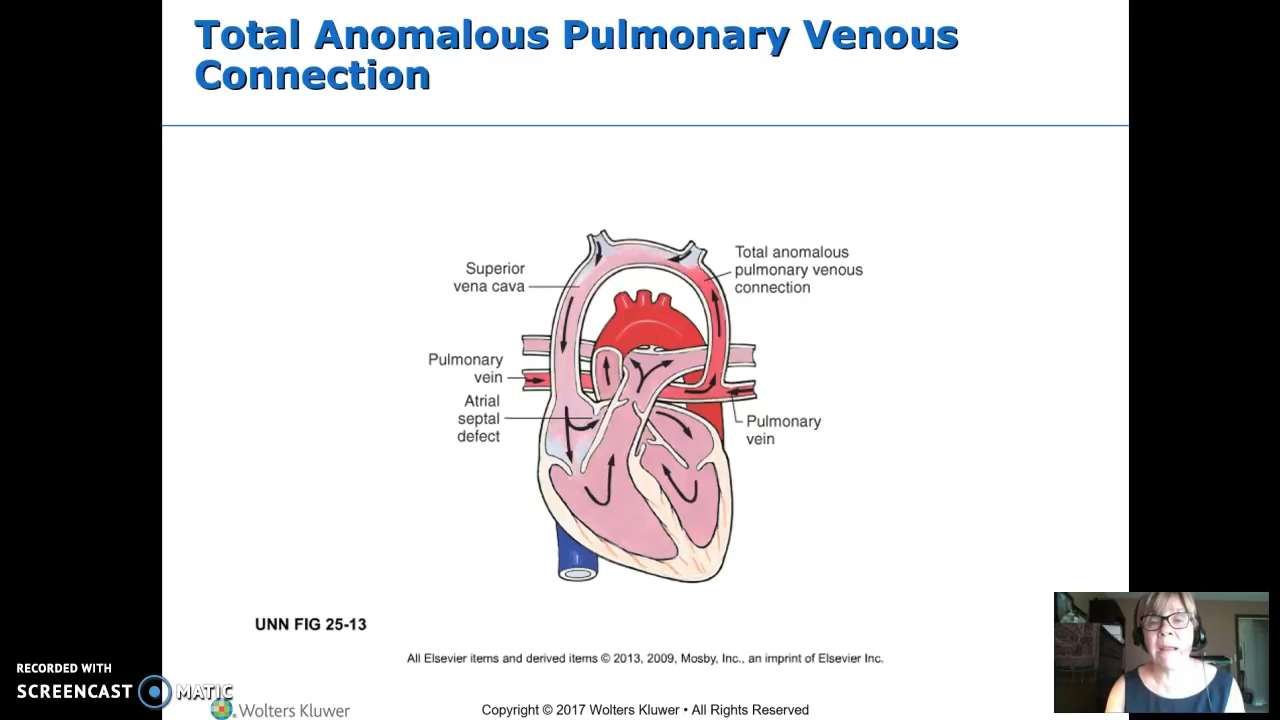 Total Anomalous Pulmonary Venous
Connection
Superior
vena cava
Total anomalous
pulmonary venous
connection
Pulmonary
vein
Atrial
septal
defect
Pulmonary
vein
UNN FIG 25-13
All Elsevier items and derived items © 2013, 2009, Mosby, Inc., an imprint of Elsevier Inc.
RECORDED WITH
SCREENCAST MATIC
Wolters Kluwer
Copyright © 2017 Wolters Kluwer • All Rights Reserved